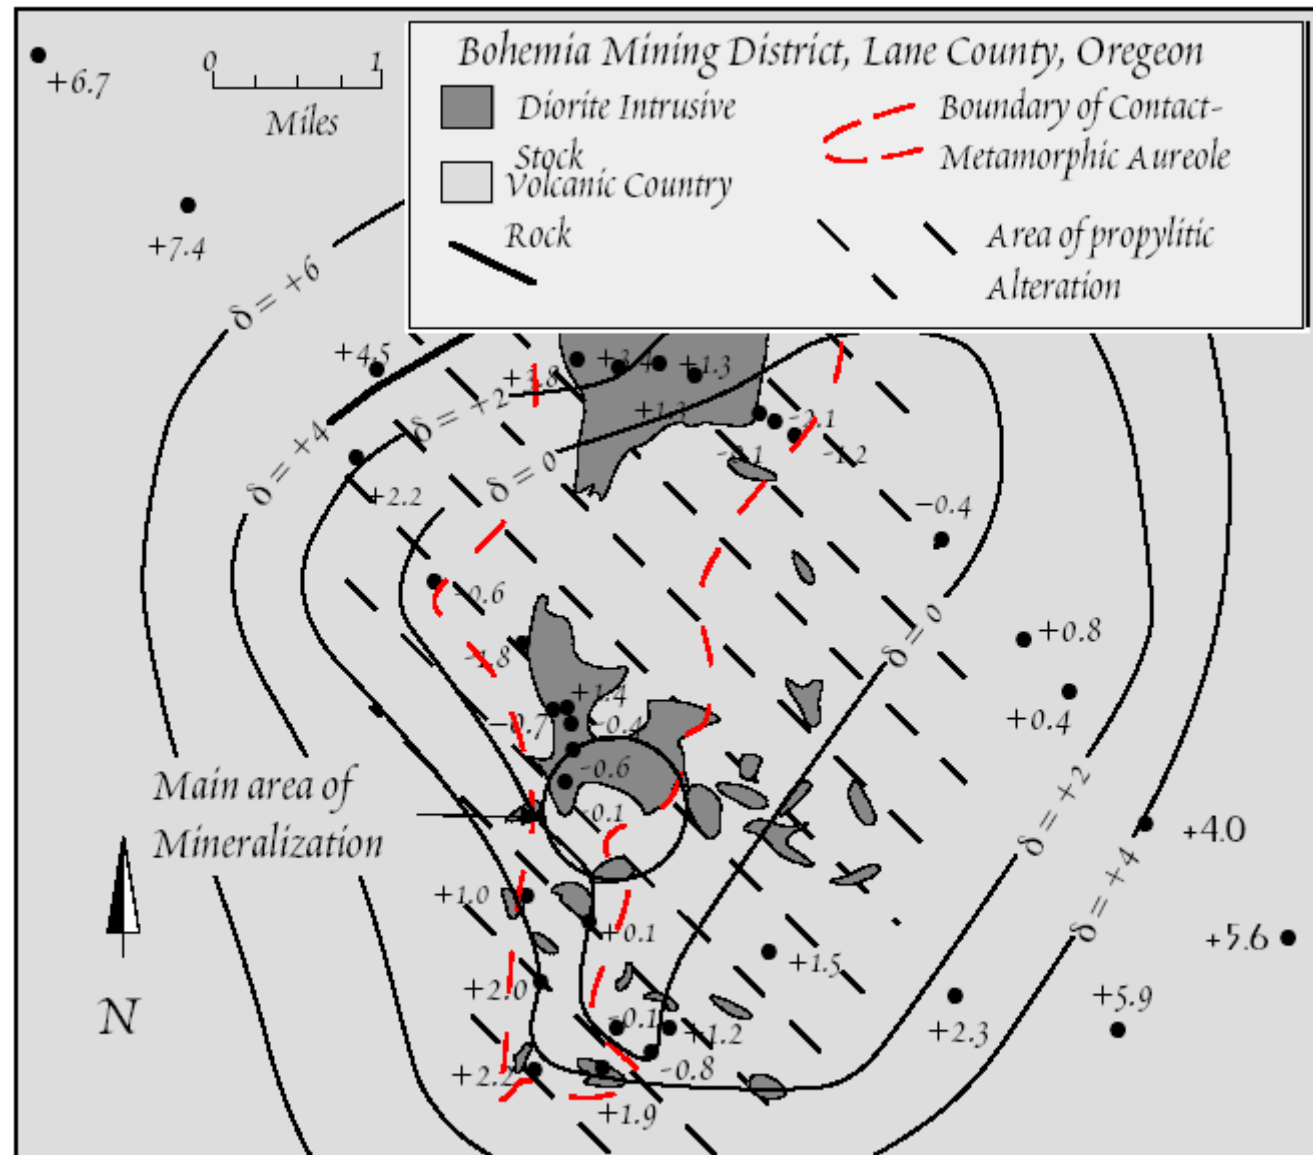 +6.7
0 1
Miles
Bohemia Mining District, Lane County, Oregeon
Diorite Intrusive
Stock
Volcanic Country
Rock
Boundary of Contact-
Metamorphic Aureole
Area of propylitic
Alteration
+7.4
δ = +6
+4.5
+3.8
+3.4
+1.3
+1.3
δ = +4
δ = +2
δ = 0
-2.1
-1.2
+2.2
-0.4
-0.6
-1.8
δ = 0
+0.8
+0.4
+1.4
-0.7
-0.4
-0.6
-0.1
Main area of
Mineralization
δ = +2
+4.0
δ = +4
+1.0
+0.1
+1.5
+5.6
+2.0
N
-0.1
+1.2
+2.3
+5.9
+2.2
-0.8
+1.9